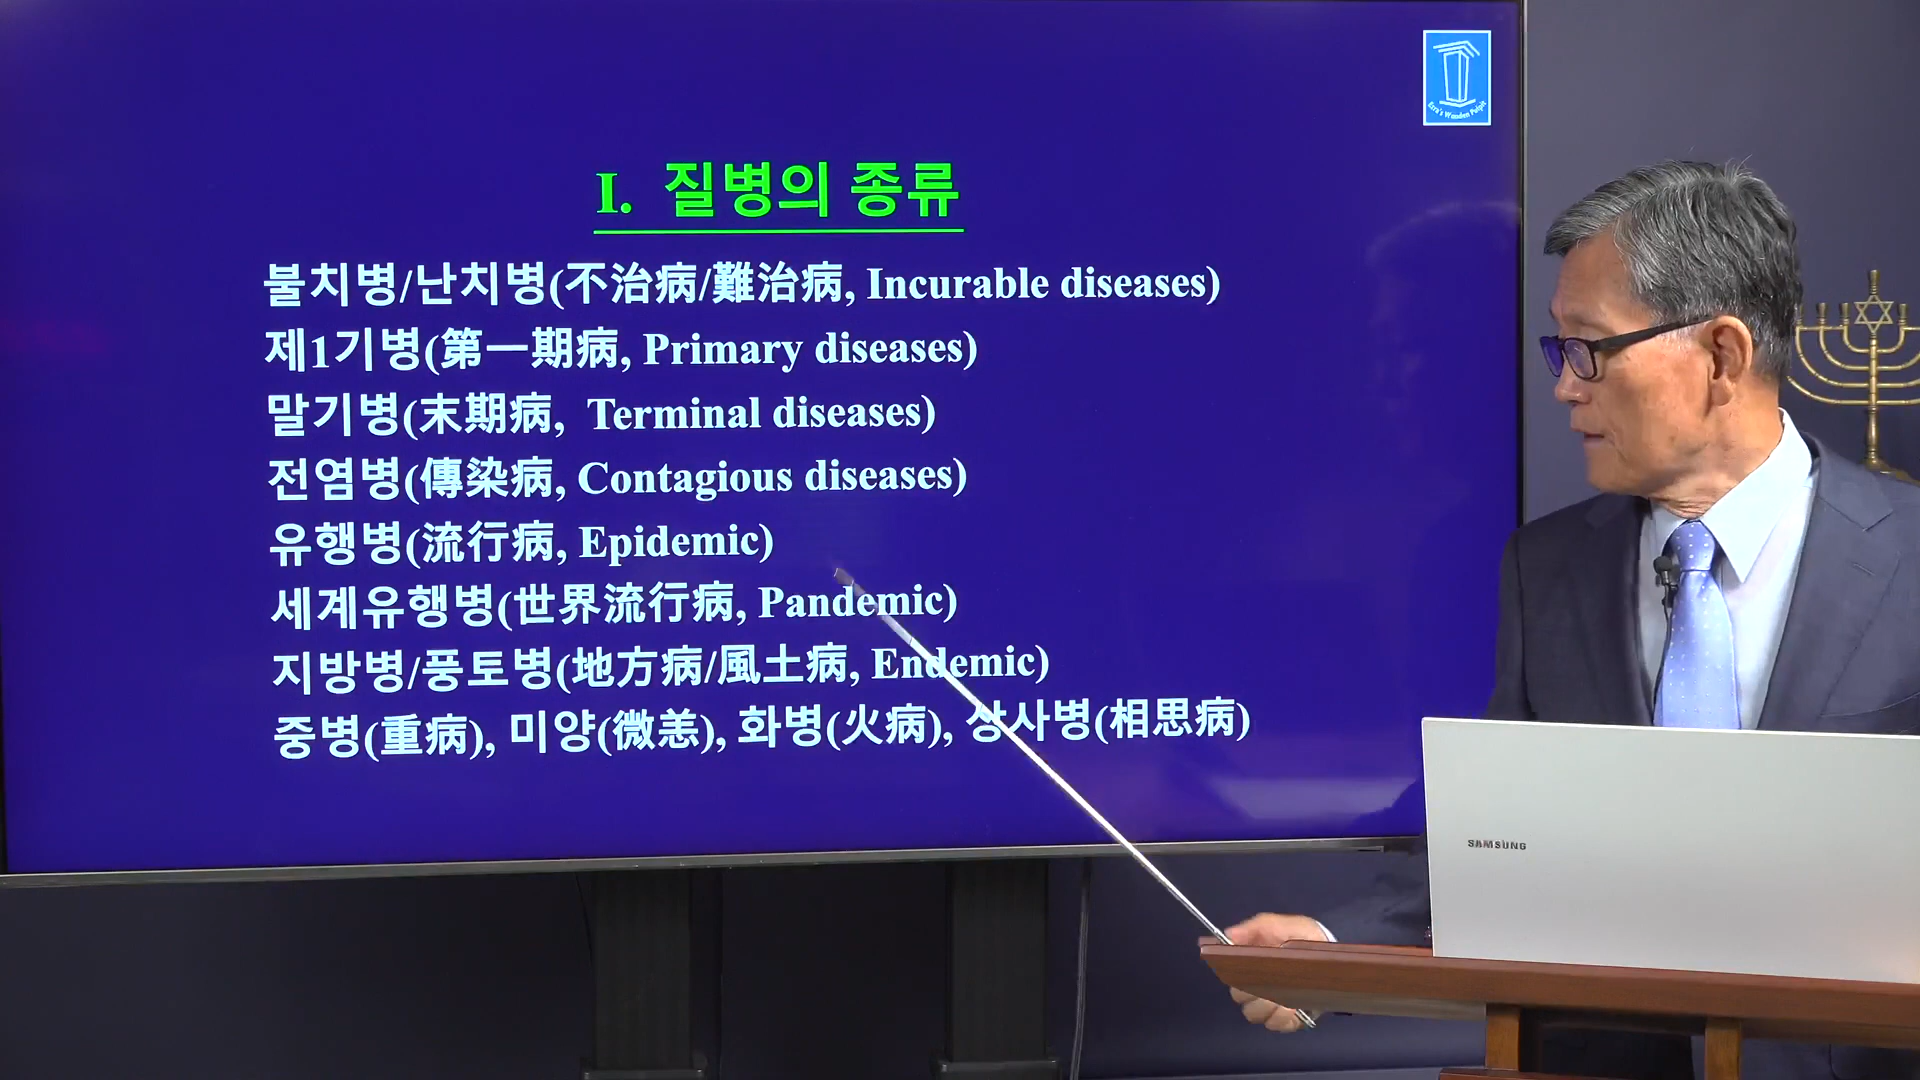 Ezra's Wooden Pulpit
I. 질병의 종류
불치병/난치병(不治病/難治病, Incurable diseases)
제1기병(第一期病, Primary diseases)
말기병(末期病, Terminal diseases)
전염병(傳染病, Contagious diseases)
유행병(流行病, Epidemic)
세계유행병(世界流行病, Pandemic)
지방병/풍토병(地方病/風土病, Endemic)
중병(重病), 미양(微恙), 화병(火病), 상사병(相思病)
SAMSUNG